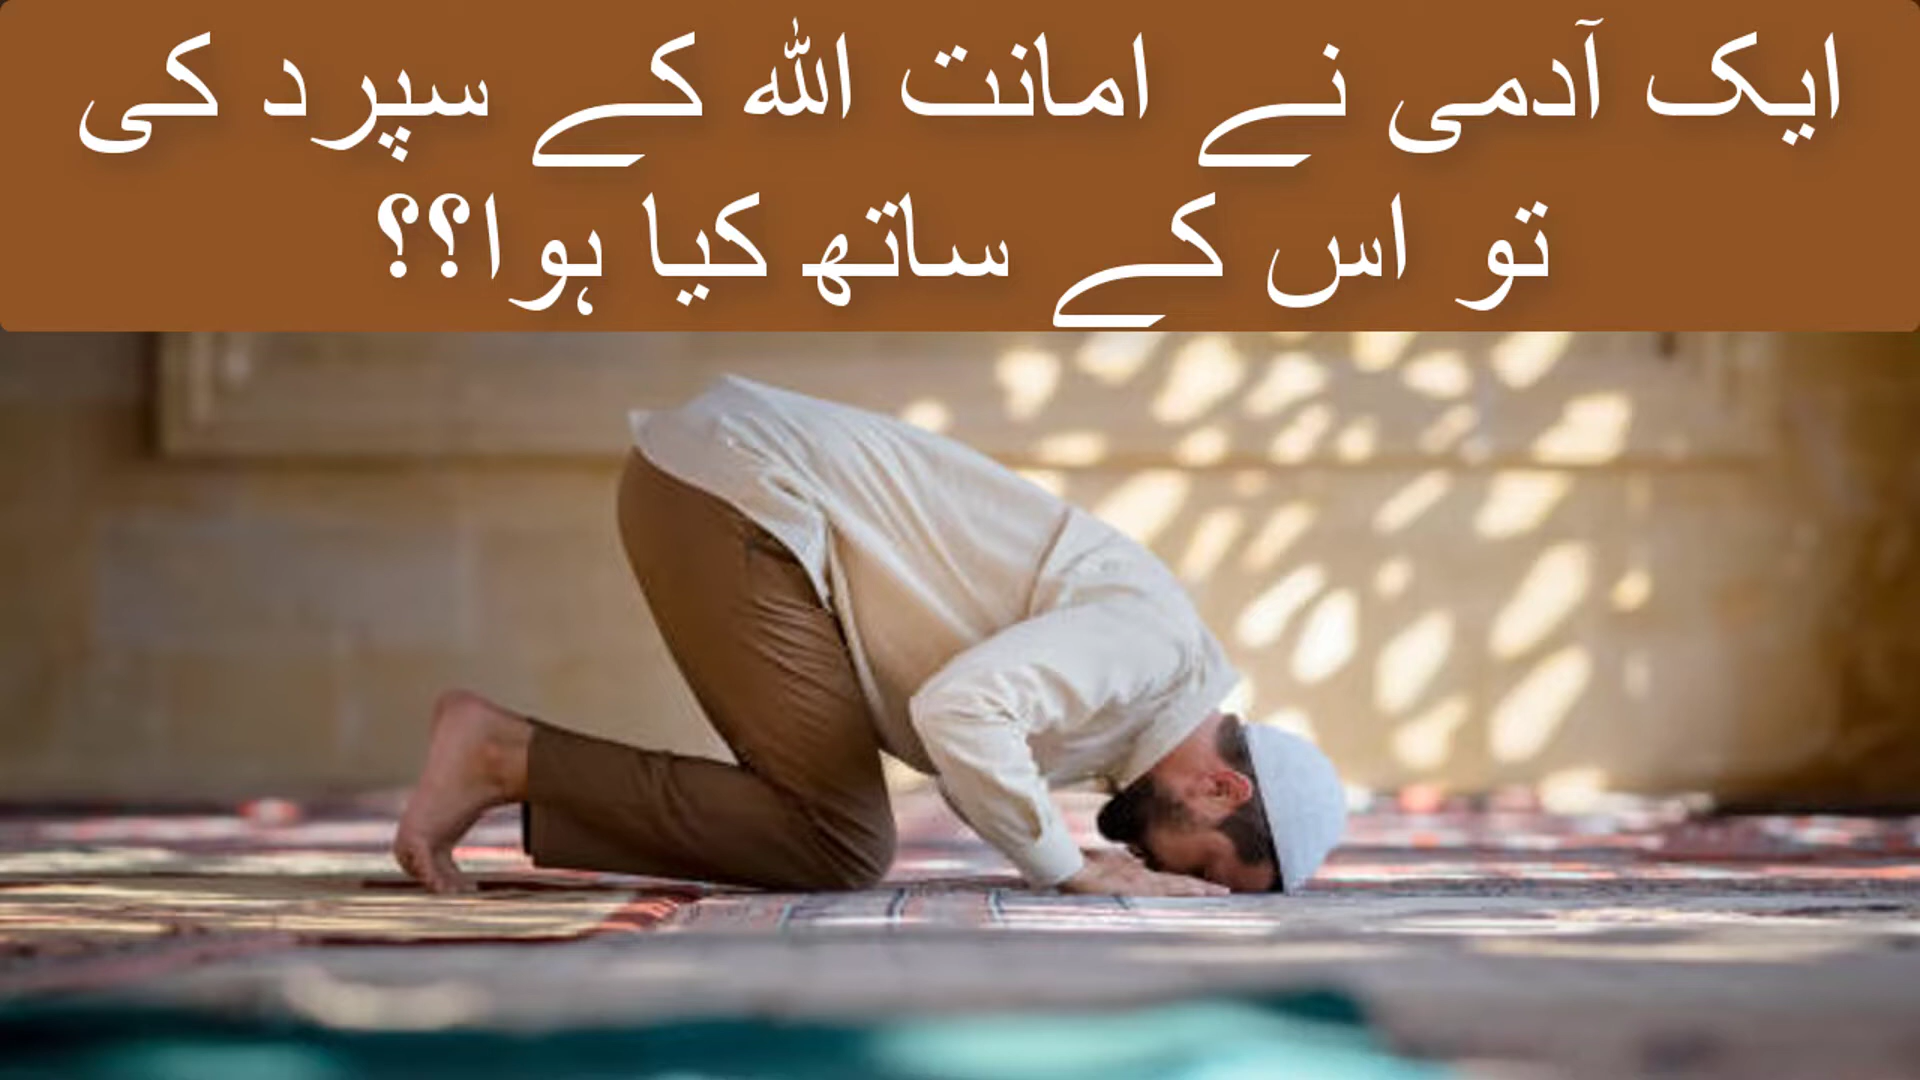 ایک آدمی نے امانت اللہ کے سپرد کی
تو اس کے ساتھ کیا ہوا؟؟